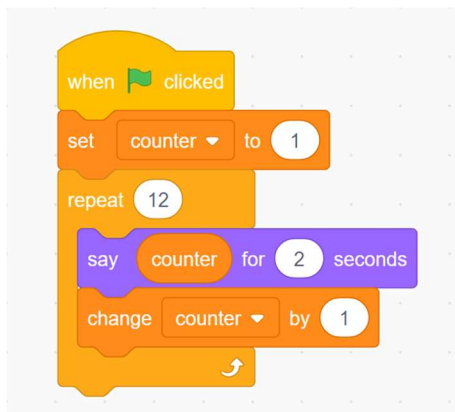 when clicked
set counter to 1
repeat 12
say counter for 2 seconds
change counter by 1